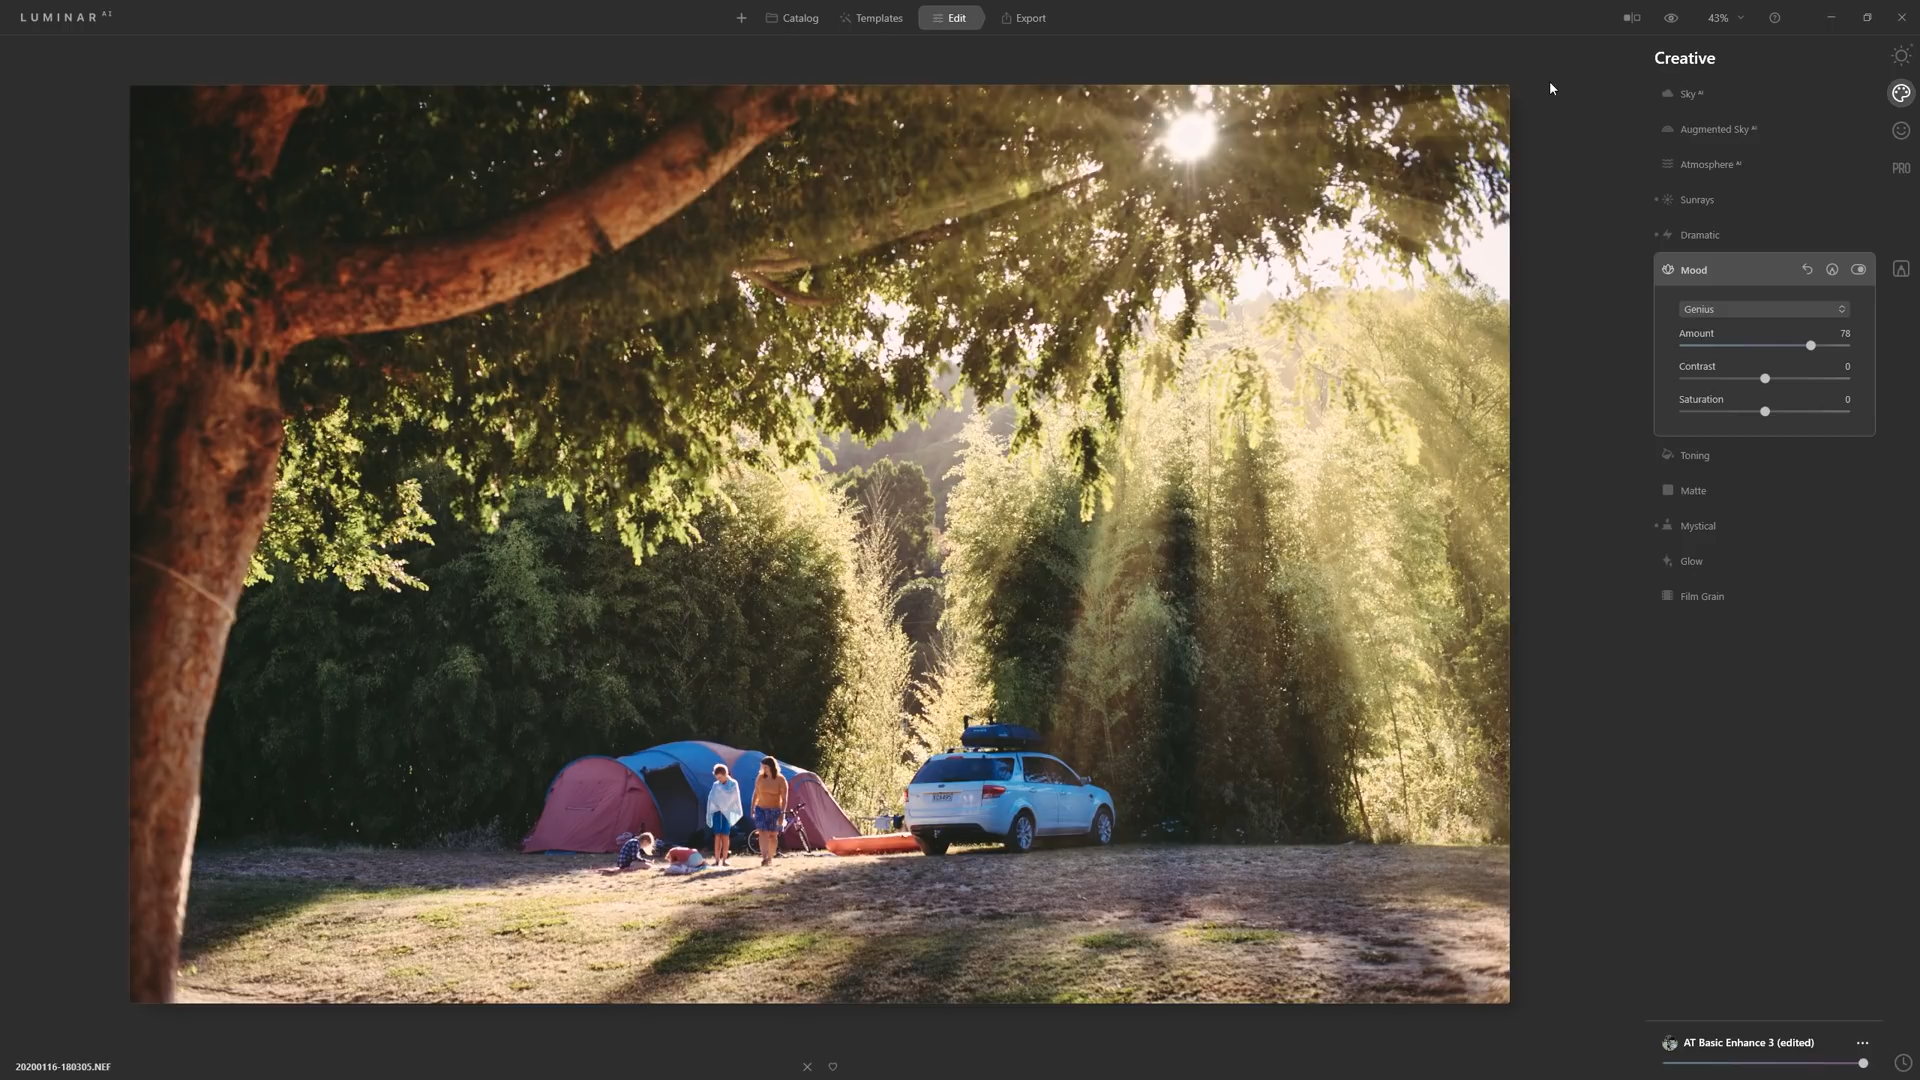 LUMINAR AI
Catalog
Templates
Edit
Export
43%
Creative
Sky AI
Augmented Sky AI
Atmosphere AI
Sunrays
Dramatic
Mood
Genius
Amount 78
Contrast 0
Saturation 0
Toning
Matte
Mystical
Glow
Film Grain
PRO
AT Basic Enhance 3 (edited)
20200116-180305.NEF